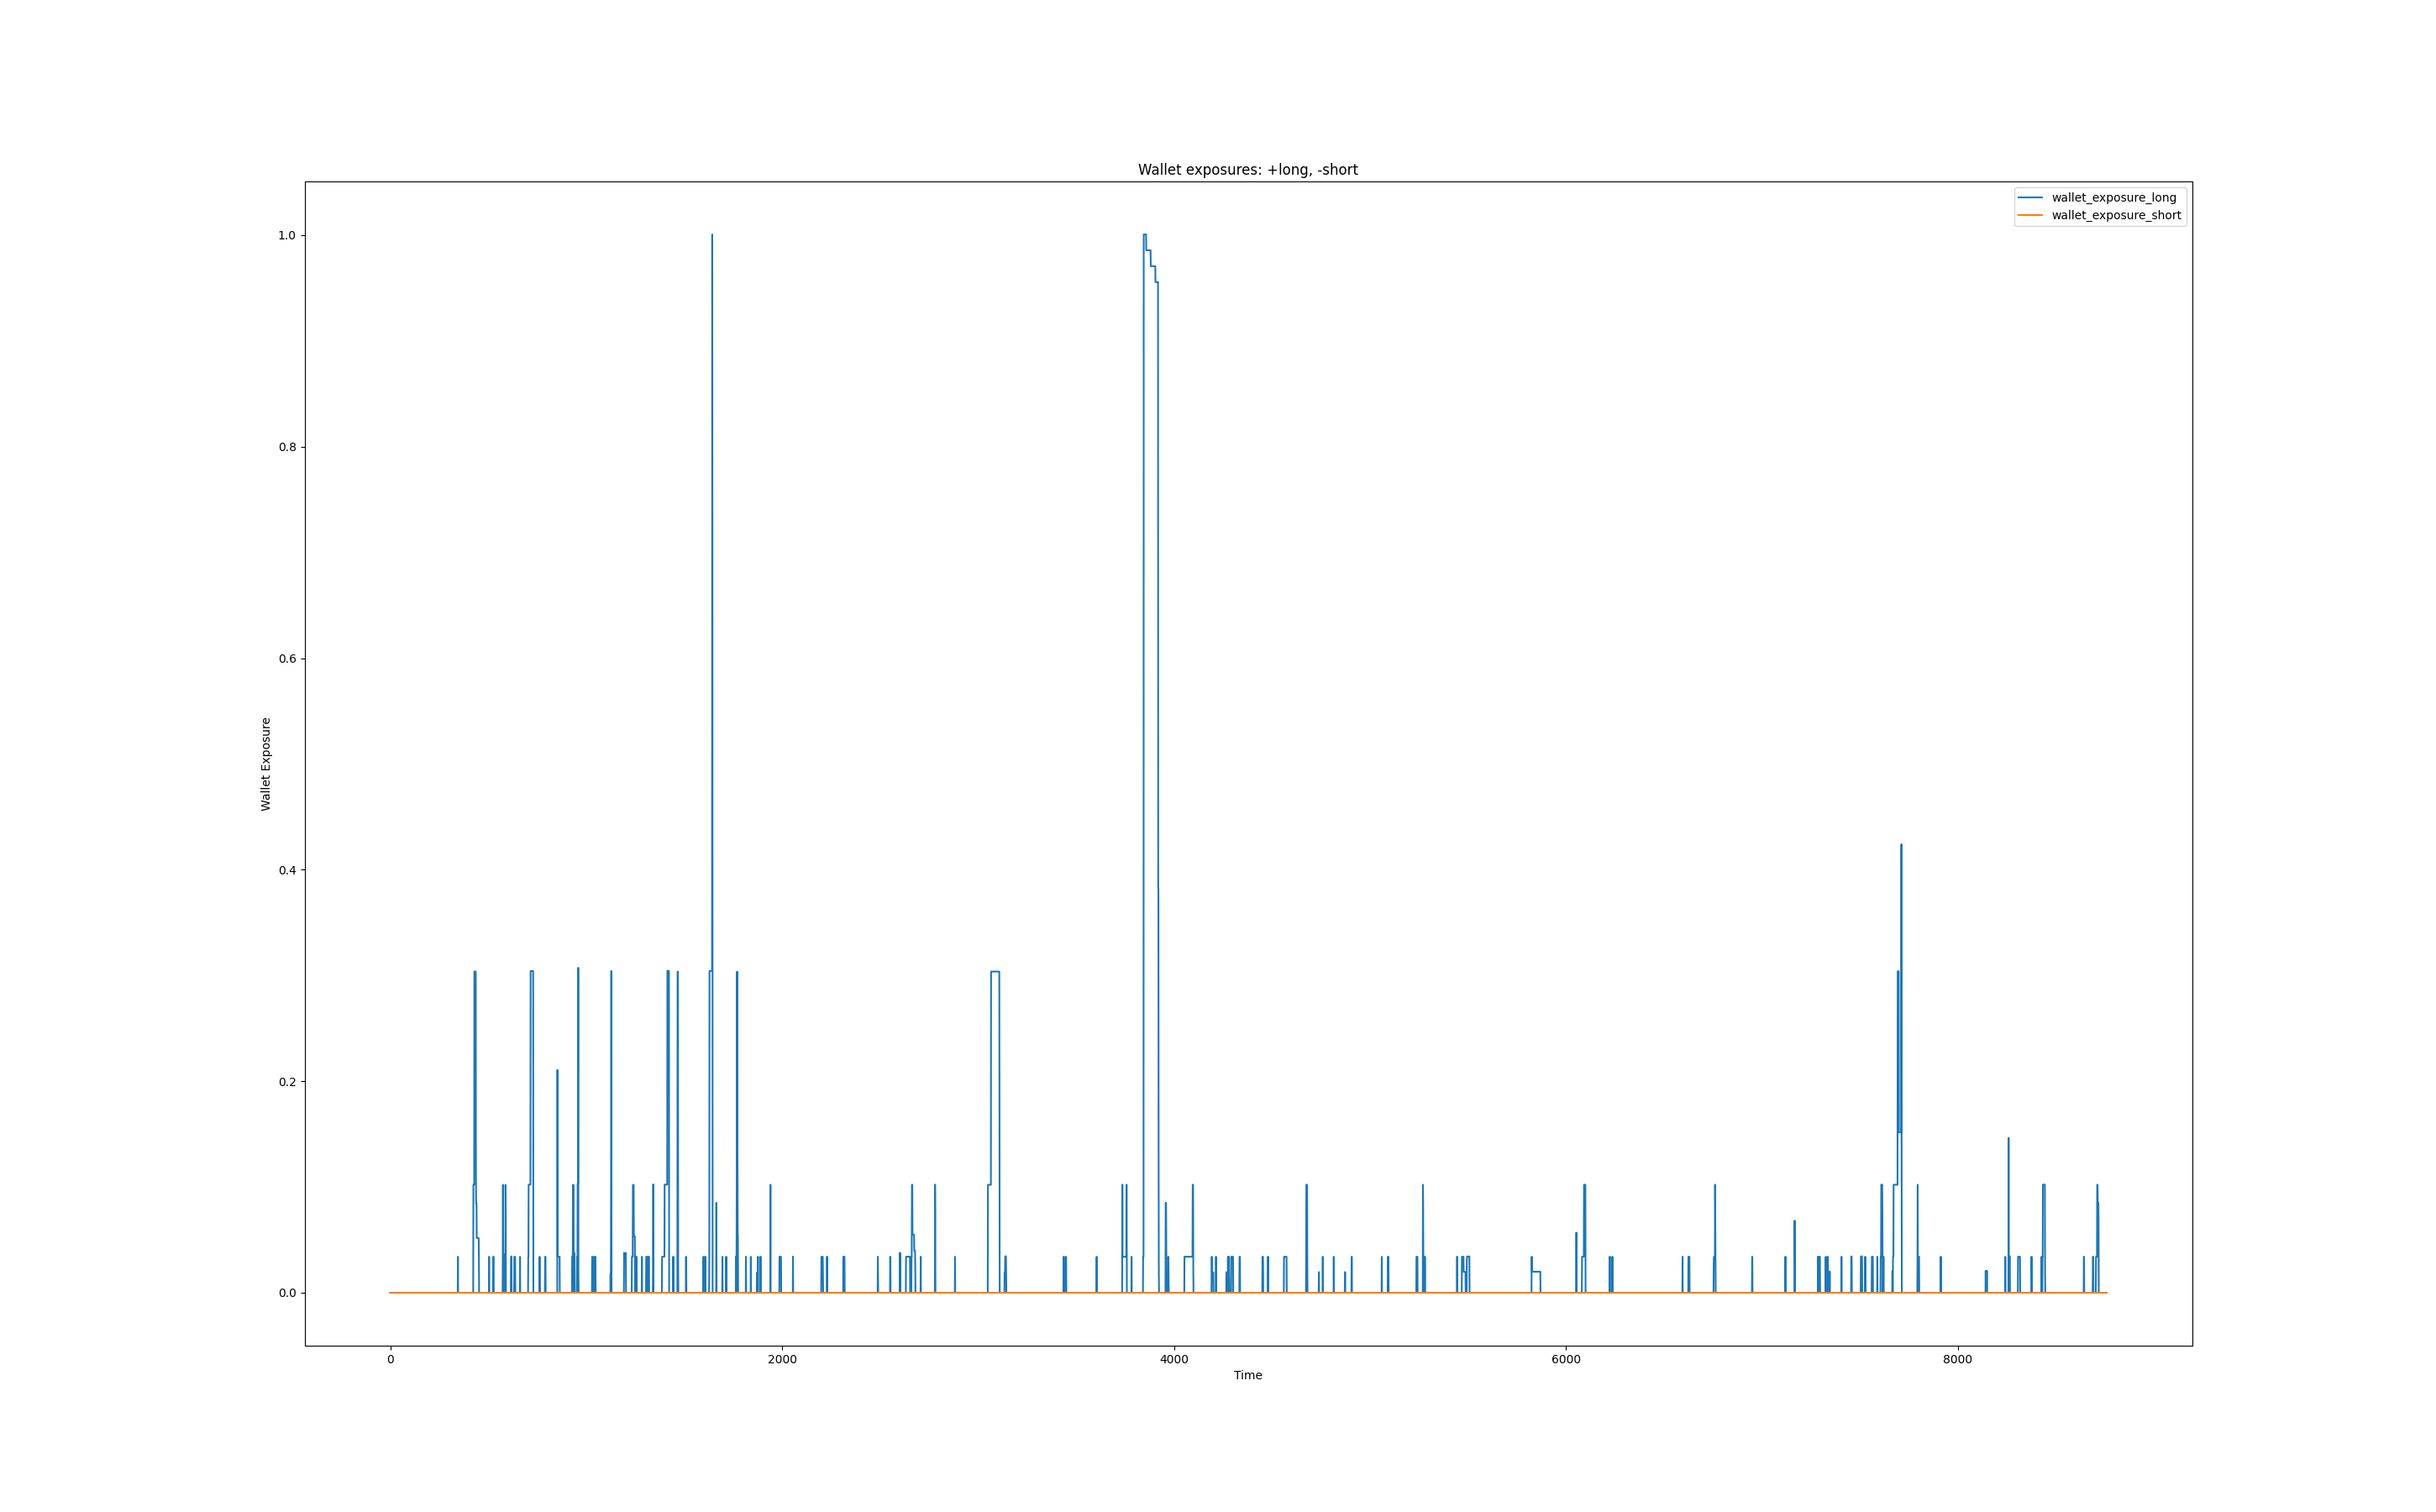 Wallet exposures: +long, -short
wallet_exposure_long
wallet_exposure_short
1.0
0.8
0.6
0.4
0.2
0.0
Wallet Exposure
0 2000 4000 6000 8000
Time